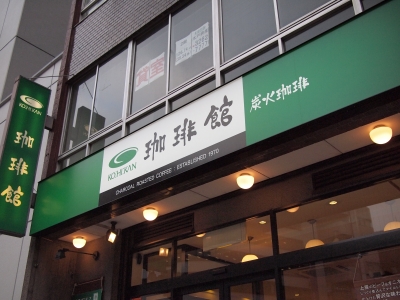 KOHIKAN
珈琲館
KOHIKAN
珈琲館
炭火珈琲
CHARCOAL ROASTED COFFEE ESTABLISHED 1970